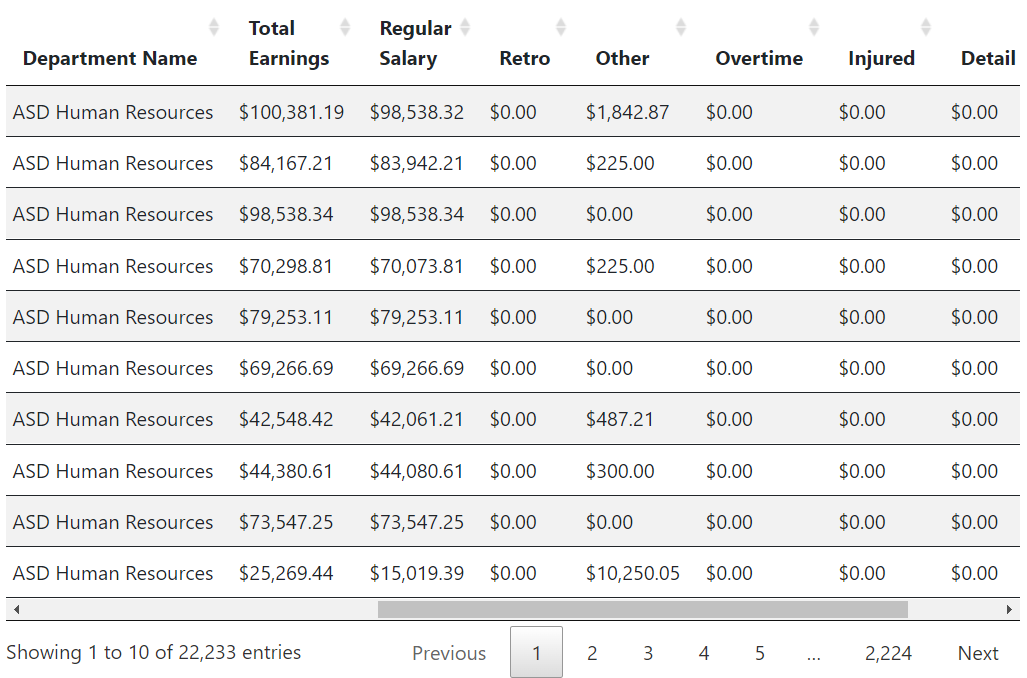 Department Name Total Earnings Regular Salary Retro Other Overtime Injured Detail
ASD Human Resources $100,381.19 $98,538.32 $0.00 $1,842.87 $0.00 $0.00 $0.00
ASD Human Resources $84,167.21 $83,942.21 $0.00 $225.00 $0.00 $0.00 $0.00
ASD Human Resources $98,538.34 $98,538.34 $0.00 $0.00 $0.00 $0.00 $0.00
ASD Human Resources $70,298.81 $70,073.81 $0.00 $225.00 $0.00 $0.00 $0.00
ASD Human Resources $79,253.11 $79,253.11 $0.00 $0.00 $0.00 $0.00 $0.00
ASD Human Resources $69,266.69 $69,266.69 $0.00 $0.00 $0.00 $0.00 $0.00
ASD Human Resources $42,548.42 $42,061.21 $0.00 $487.21 $0.00 $0.00 $0.00
ASD Human Resources $44,380.61 $44,080.61 $0.00 $300.00 $0.00 $0.00 $0.00
ASD Human Resources $73,547.25 $73,547.25 $0.00 $0.00 $0.00 $0.00 $0.00
ASD Human Resources $25,269.44 $15,019.39 $0.00 $10,250.05 $0.00 $0.00 $0.00
Showing 1 to 10 of 22,233 entries Previous 1 2 3 4 5 ... 2,224 Next